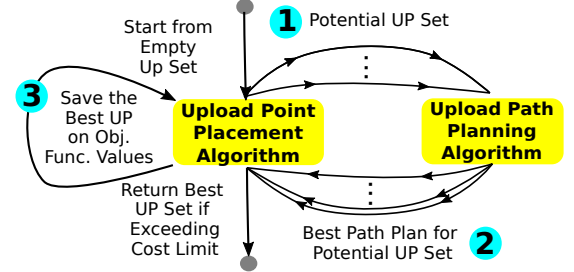 Start from
Empty
Up Set
1 Potential UP Set
⋮
3 Save the
Best UP
on Obj.
Func. Values
Upload Point
Placement
Algorithm
Upload Path
Planning
Algorithm
Return Best
UP Set if
Exceeding
Cost Limit
⋮
Best Path Plan for
Potential UP Set 2